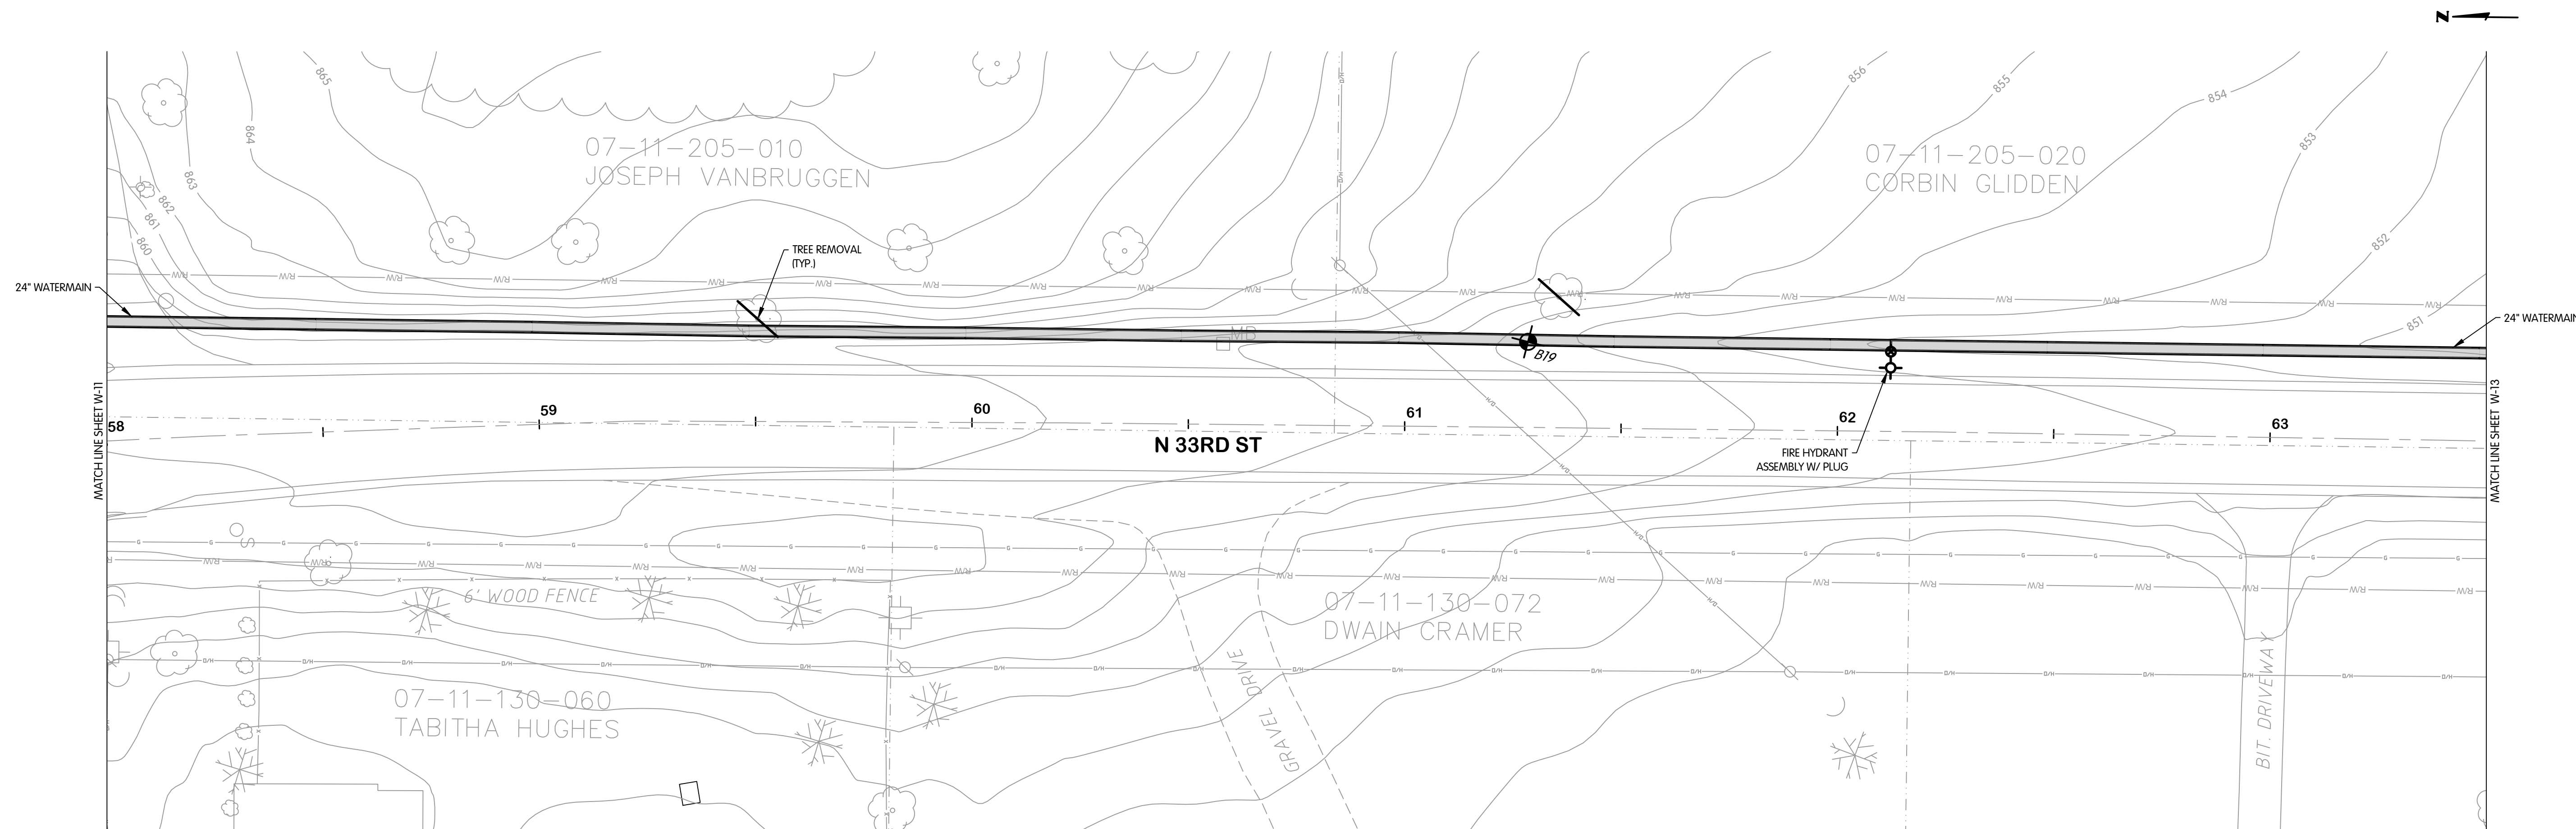 N
865
856
855
854
864
07-11-205-010
JOSEPH VANBRUGGEN
07-11-205-020
CORBIN GLIDDEN
853
863
862
861
860
852
TREE REMOVAL
(TYP.)
R/W R/W R/W R/W R/W R/W R/W R/W R/W R/W R/W R/W R/W R/W R/W R/W R/W R/W R/W R/W R/W R/W
24" WATERMAIN
24" WATERMAIN
851
MB
B19
MATCH LINE SHEET W-11
MATCH LINE SHEET W-13
58
59
60
61
62
63
N 33RD ST
FIRE HYDRANT
ASSEMBLY W/ PLUG
OS
6' WOOD FENCE
07-11-130-072
DWAIN CRAMER
GRAVEL DRIVE
BIT. DRIVEWAY
07-11-130-060
TABITHA HUGHES